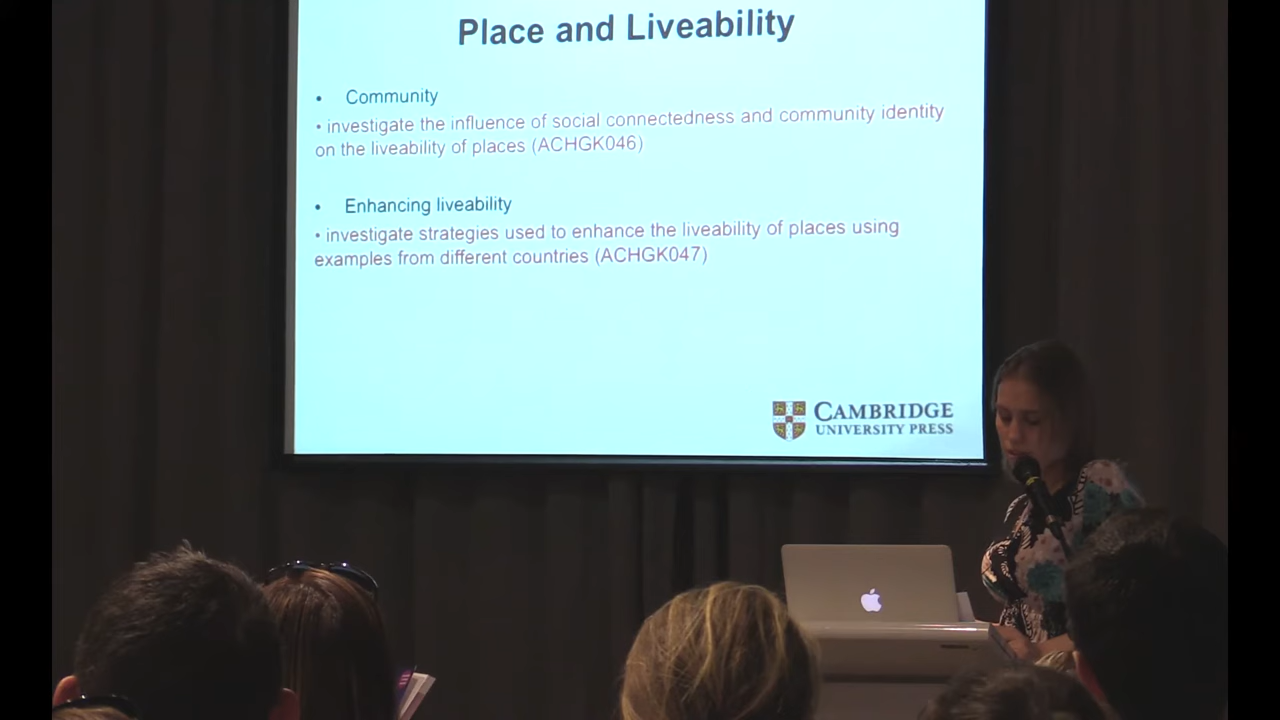 Place and Liveability
• Community
• investigate the influence of social connectedness and community identity
on the liveability of places (ACHGK046)
• Enhancing liveability
• investigate strategies used to enhance the liveability of places using
examples from different countries (ACHGK047)
CAMBRIDGE
UNIVERSITY PRESS